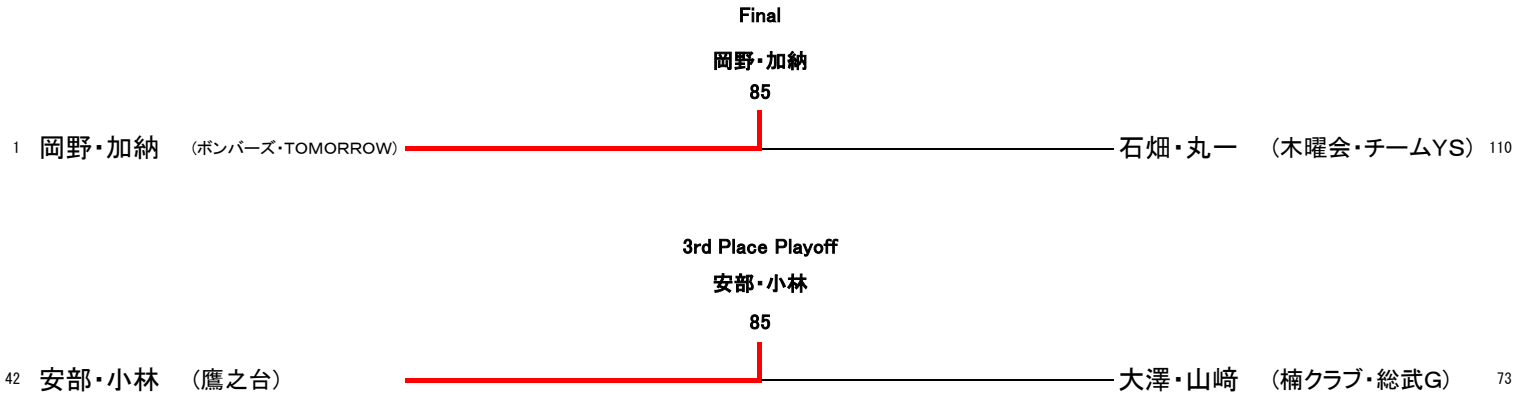 Final
岡野・加納
85
1 岡野・加納 (ボンバーズ・TOMORROW) 石畑・丸一 (木曜会・チームYS) 110
3rd Place Playoff
安部・小林
85
42 安部・小林 (鷹之台) 大澤・山﨑 (楠クラブ・総武G) 73